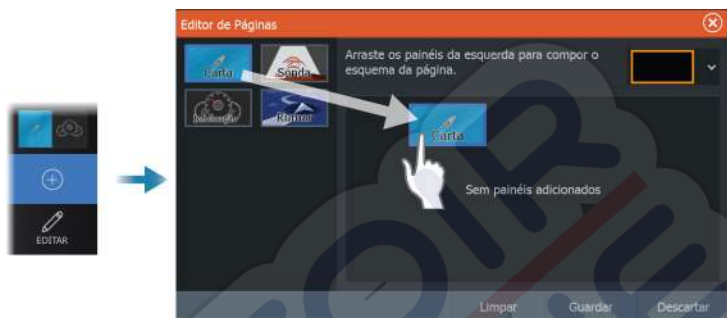 EDITAR
Editor de Páginas
Carta
Sonda
Rumar
Arraste os painéis da esquerda para compor o
esquema da página.
Carta
Sem painéis adicionados
Limpar
Guardar
Descartar